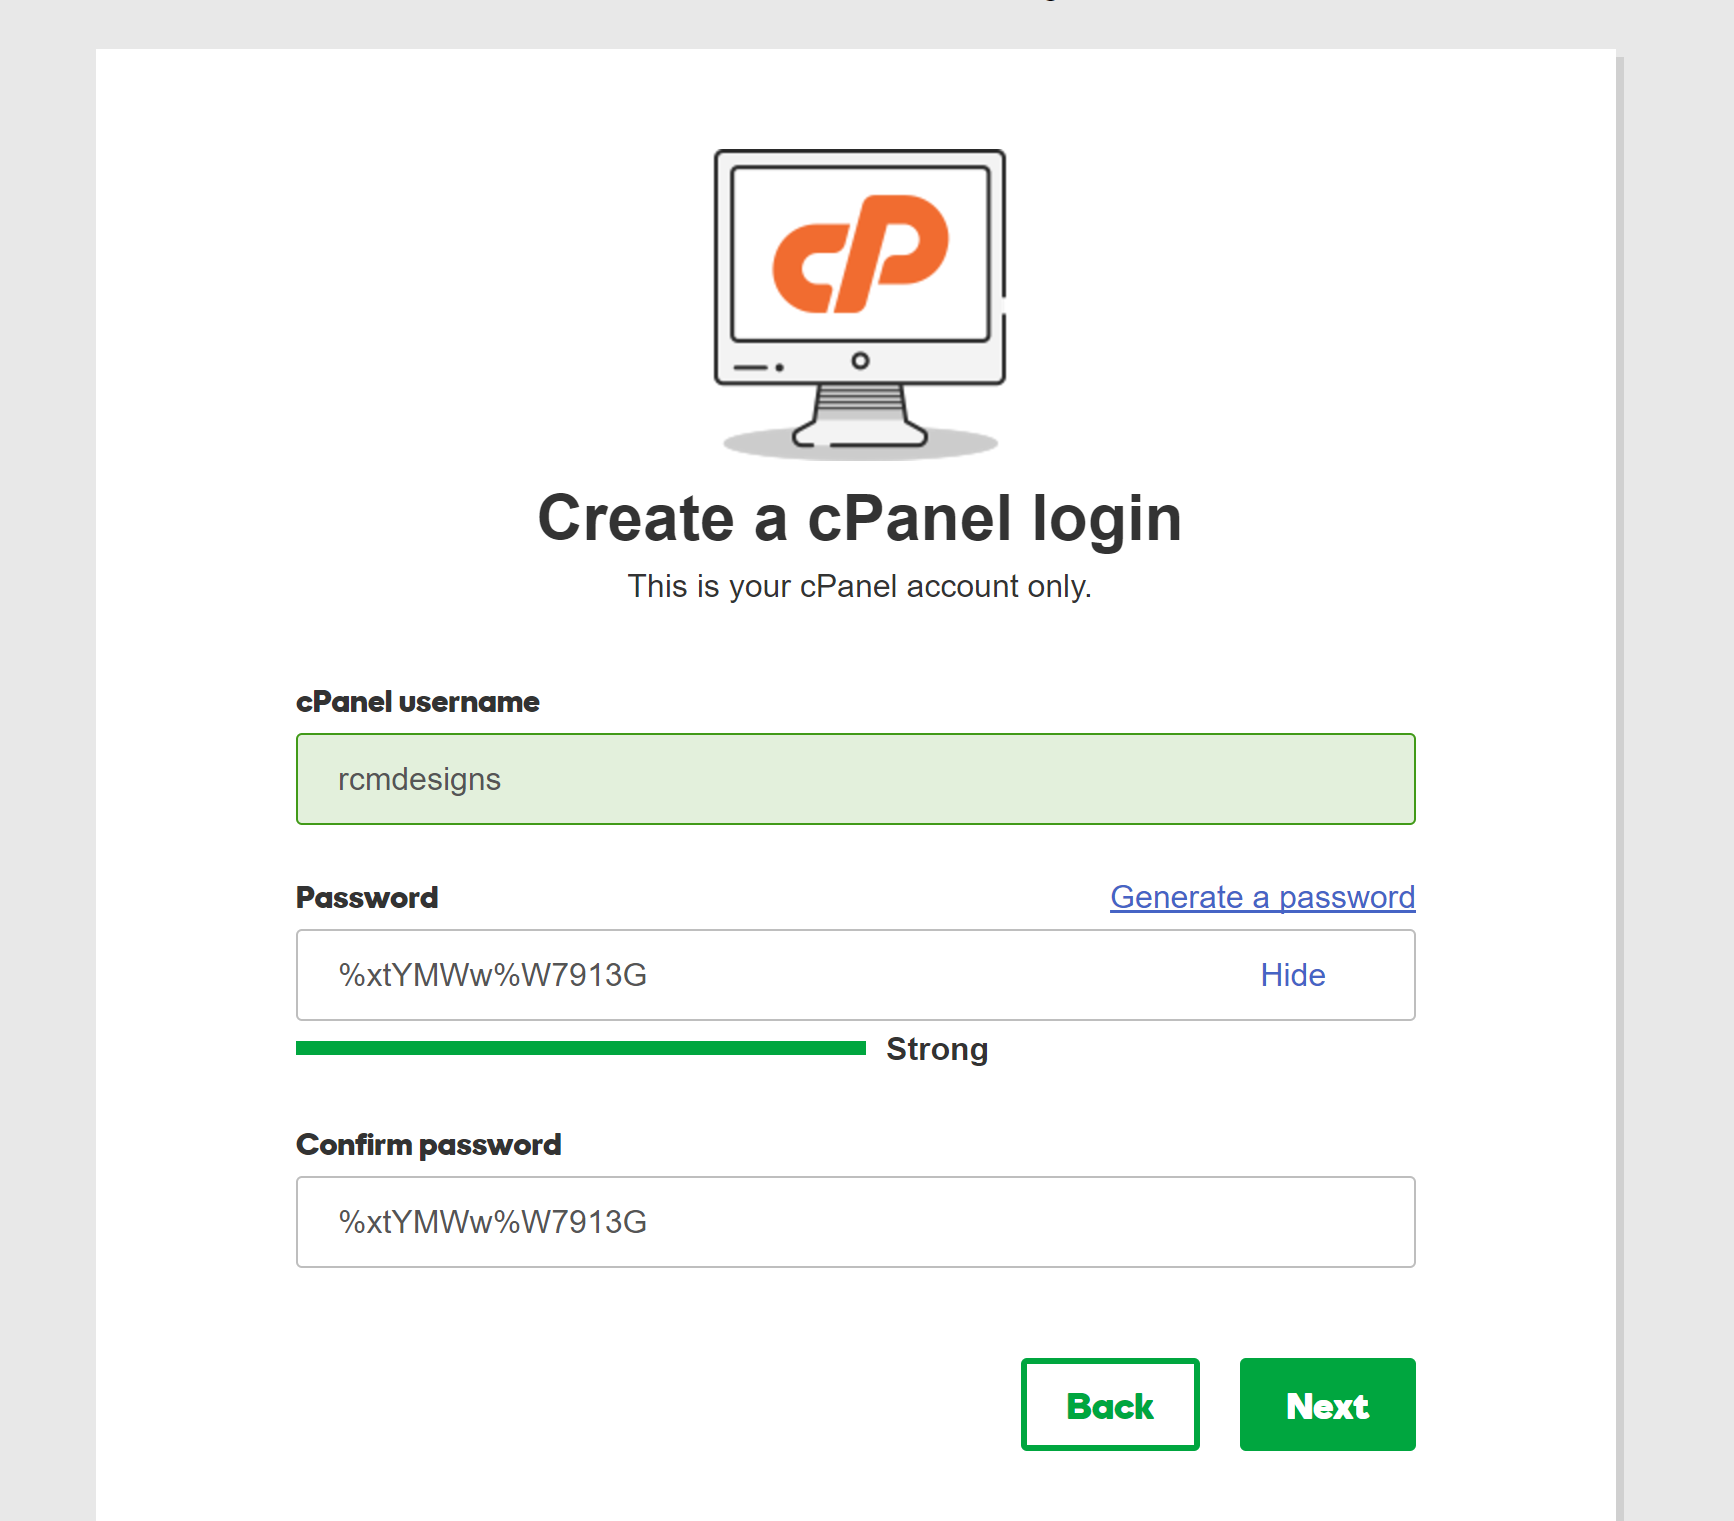 cP
Create a cPanel login
This is your cPanel account only.
cPanel username
rcmdesigns
Password
Generate a password
%xtYMWw%W7913G
Hide
Strong
Confirm password
%xtYMWw%W7913G
Back
Next